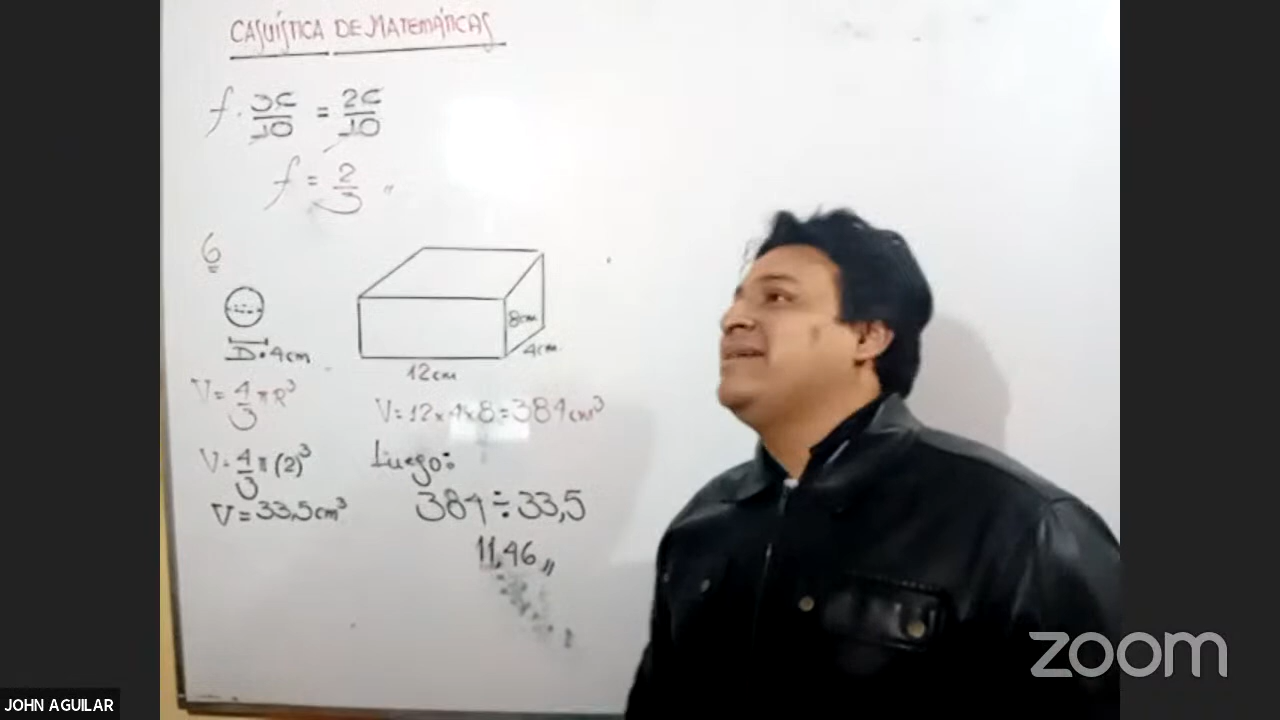 CASUÍSTICA DE MATEMÁTICAS
f · 3C/10 = 2C/10
f = 2/3 "
6
D · 4cm
8cm
4cm.
12cm
V = 4/3 π R³
V = 12 × 4 × 8 = 384 cm³
V = 4/3 π (2)³
V = 33,5 cm³
Luego:
384 ÷ 33,5
11,46 "
zoom
JOHN AGUILAR